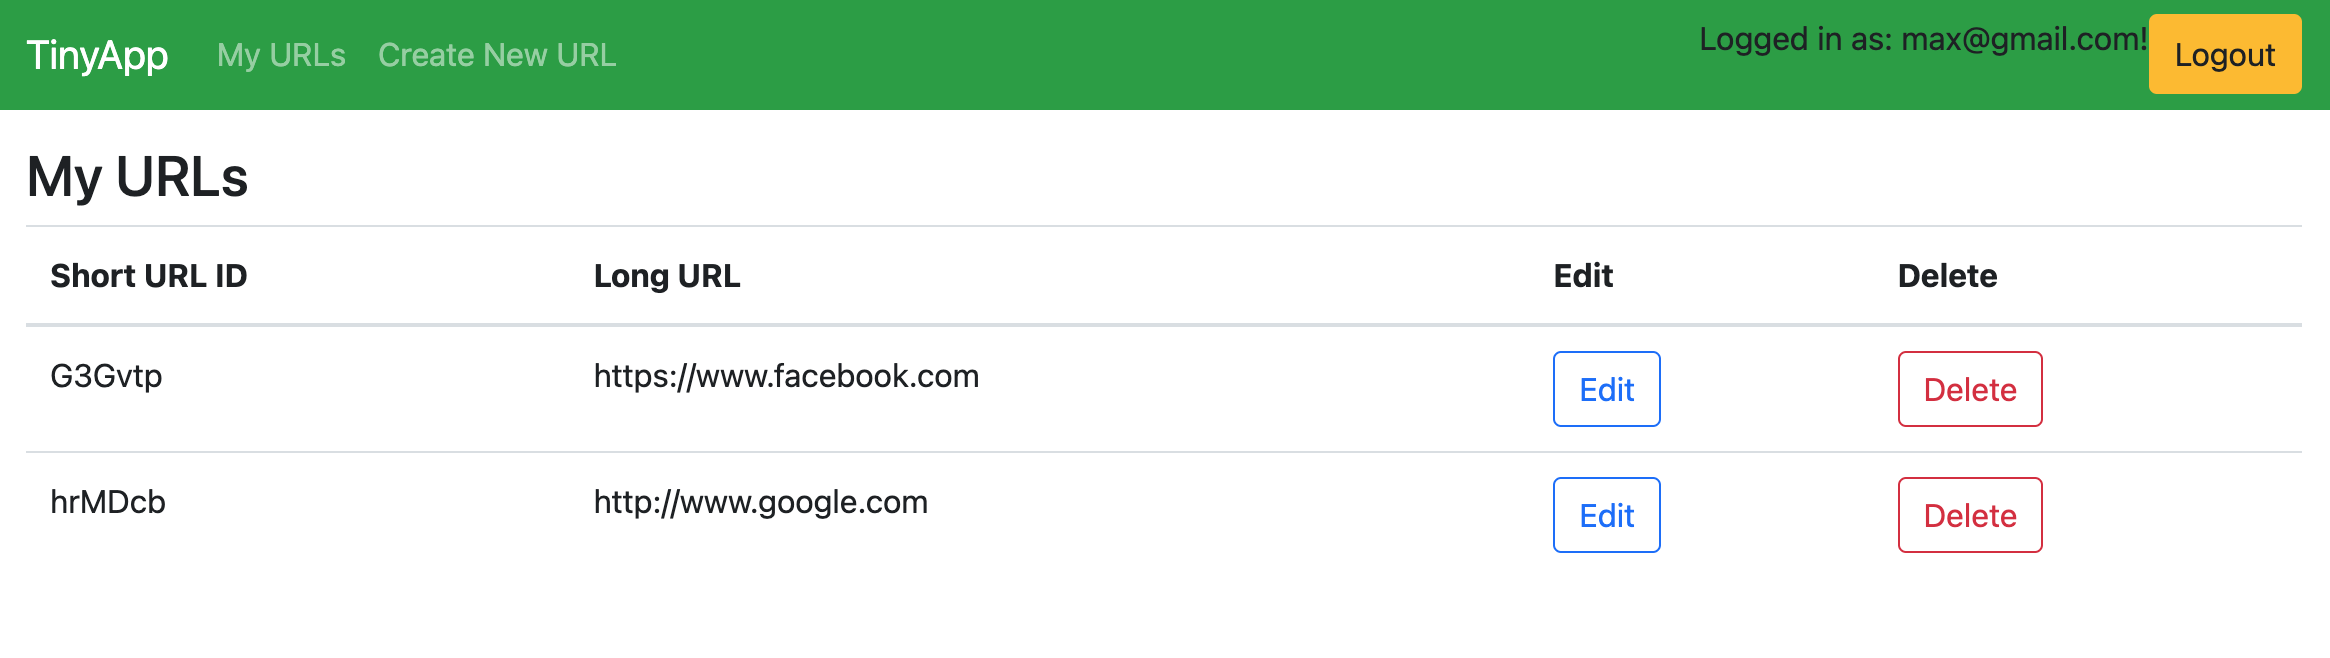 TinyApp My URLs Create New URL Logged in as: max@gmail.com! Logout
My URLs
Short URL ID Long URL Edit Delete
G3Gvtp https://www.facebook.com Edit Delete
hrMDcb http://www.google.com Edit Delete